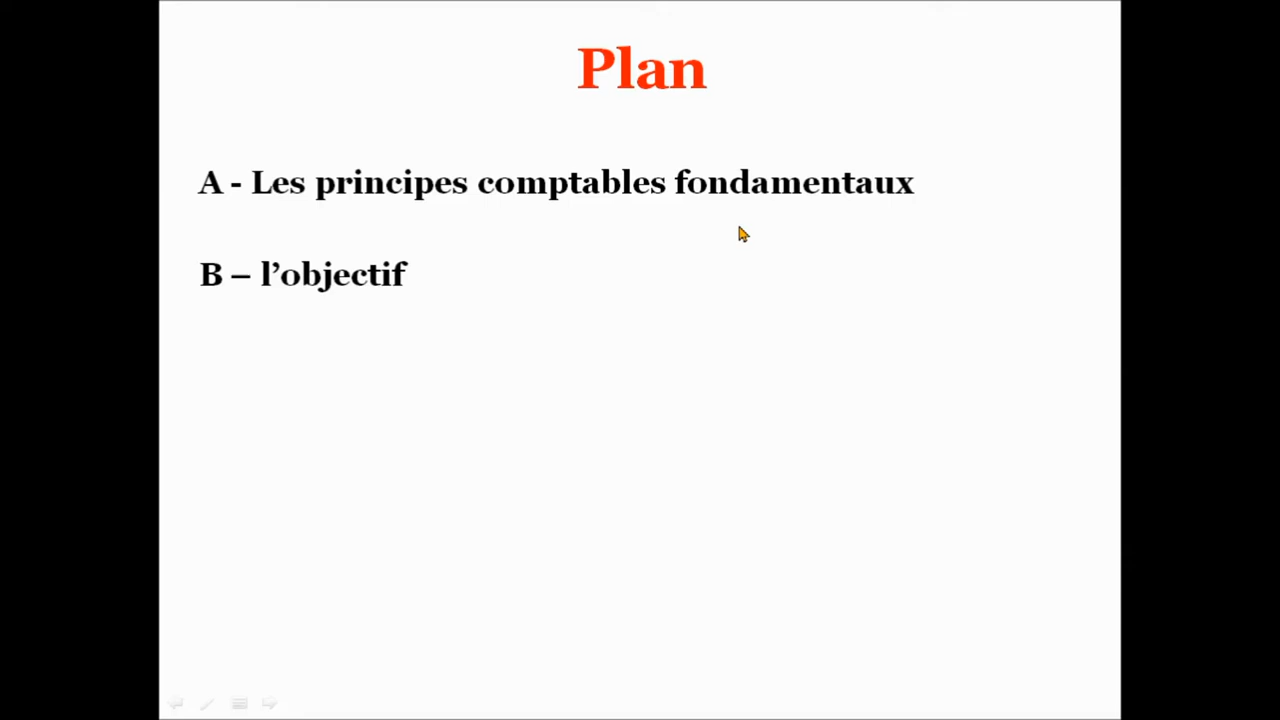 Plan
A - Les principes comptables fondamentaux
B – l’objectif